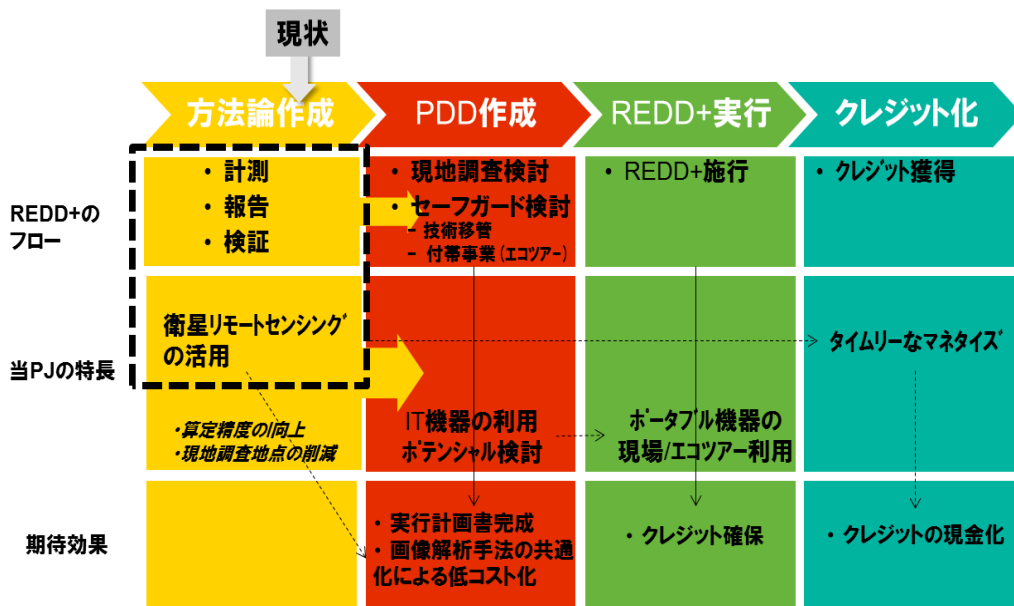 現状
方法論作成
PDD作成
REDD+実行
クレジット化
REDD+の
フロー
・計測
・報告
・検証
・現地調査検討
・セーフガード検討
– 技術移管
– 付帯事業(エコツアー)
・REDD+施行
・クレジット獲得
当PJの特長
衛星リモートセンシング
の活用
・算定精度の向上
・現地調査地点の削減
IT機器の利用
ポテンシャル検討
ポータブル機器の
現場/エコツアー利用
タイムリーなマネタイズ
期待効果
・実行計画書完成
・画像解析手法の共通
化による低コスト化
・クレジット確保
・クレジットの現金化